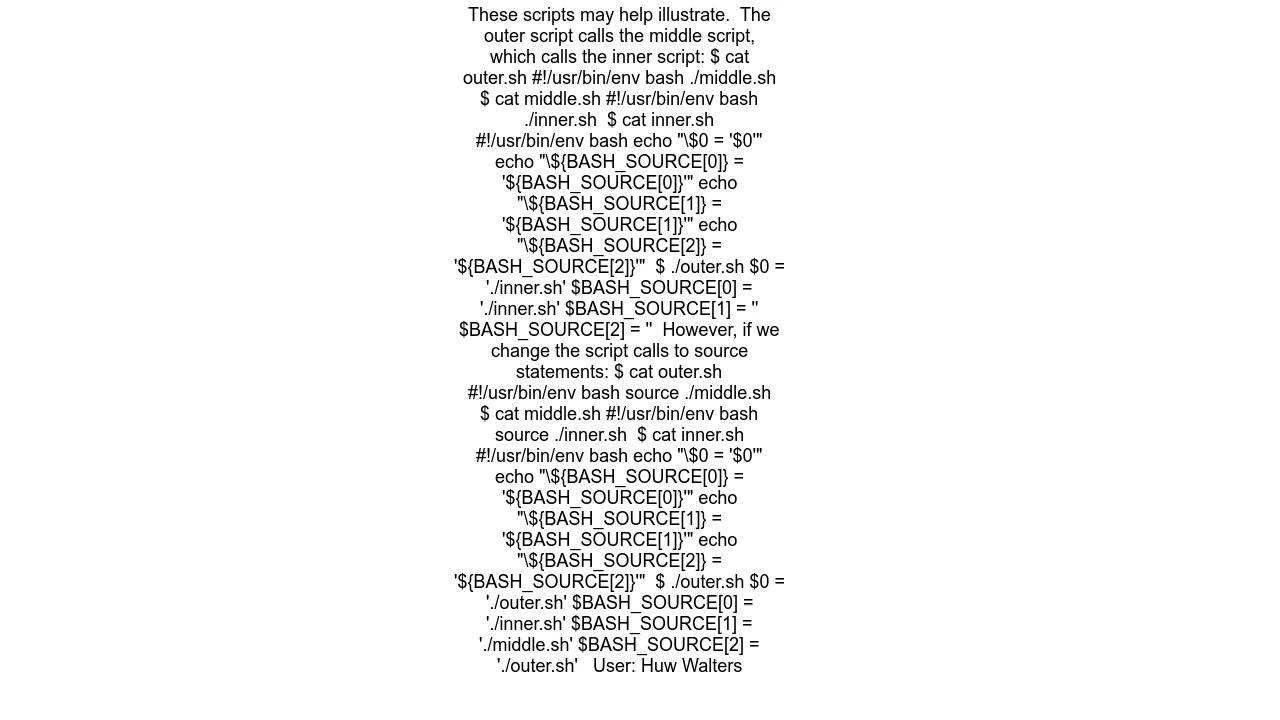 These scripts may help illustrate.  The
outer script calls the middle script,
which calls the inner script: $ cat
outer.sh #!/usr/bin/env bash ./middle.sh
$ cat middle.sh #!/usr/bin/env bash
./inner.sh  $ cat inner.sh
#!/usr/bin/env bash echo "\$0 = '$0'"
echo "\${BASH_SOURCE[0]} =
'${BASH_SOURCE[0]}'" echo
"\${BASH_SOURCE[1]} =
'${BASH_SOURCE[1]}'" echo
"\${BASH_SOURCE[2]} =
'${BASH_SOURCE[2]}'"  $ ./outer.sh $0 =
'./inner.sh' $BASH_SOURCE[0] =
'./inner.sh' $BASH_SOURCE[1] = ''
$BASH_SOURCE[2] = ''  However, if we
change the script calls to source
statements: $ cat outer.sh
#!/usr/bin/env bash source ./middle.sh
$ cat middle.sh #!/usr/bin/env bash
source ./inner.sh  $ cat inner.sh
#!/usr/bin/env bash echo "\$0 = '$0'"
echo "\${BASH_SOURCE[0]} =
'${BASH_SOURCE[0]}'" echo
"\${BASH_SOURCE[1]} =
'${BASH_SOURCE[1]}'" echo
"\${BASH_SOURCE[2]} =
'${BASH_SOURCE[2]}'"  $ ./outer.sh $0 =
'./outer.sh' $BASH_SOURCE[0] =
'./inner.sh' $BASH_SOURCE[1] =
'./middle.sh' $BASH_SOURCE[2] =
'./outer.sh'   User: Huw Walters